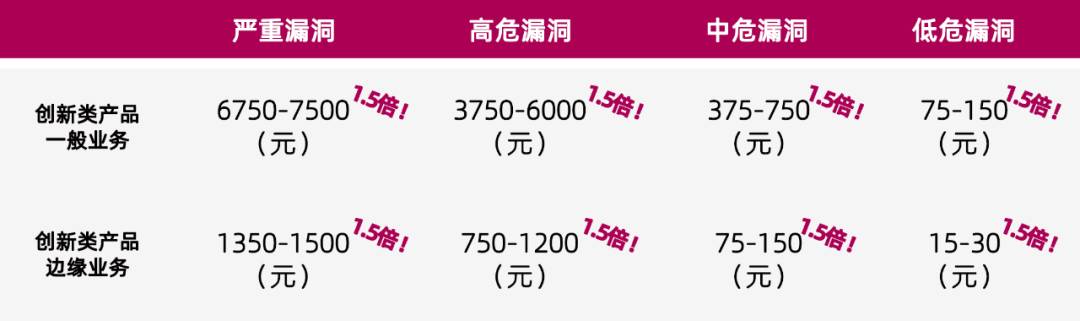 严重漏洞 高危漏洞 中危漏洞 低危漏洞
创新类产品
一般业务
6750-7500 1.5倍！
（元）
3750-6000 1.5倍！
（元）
375-750 1.5倍！
（元）
75-150 1.5倍！
（元）
创新类产品
边缘业务
1350-1500 1.5倍！
（元）
750-1200 1.5倍！
（元）
75-150 1.5倍！
（元）
15-30 1.5倍！
（元）